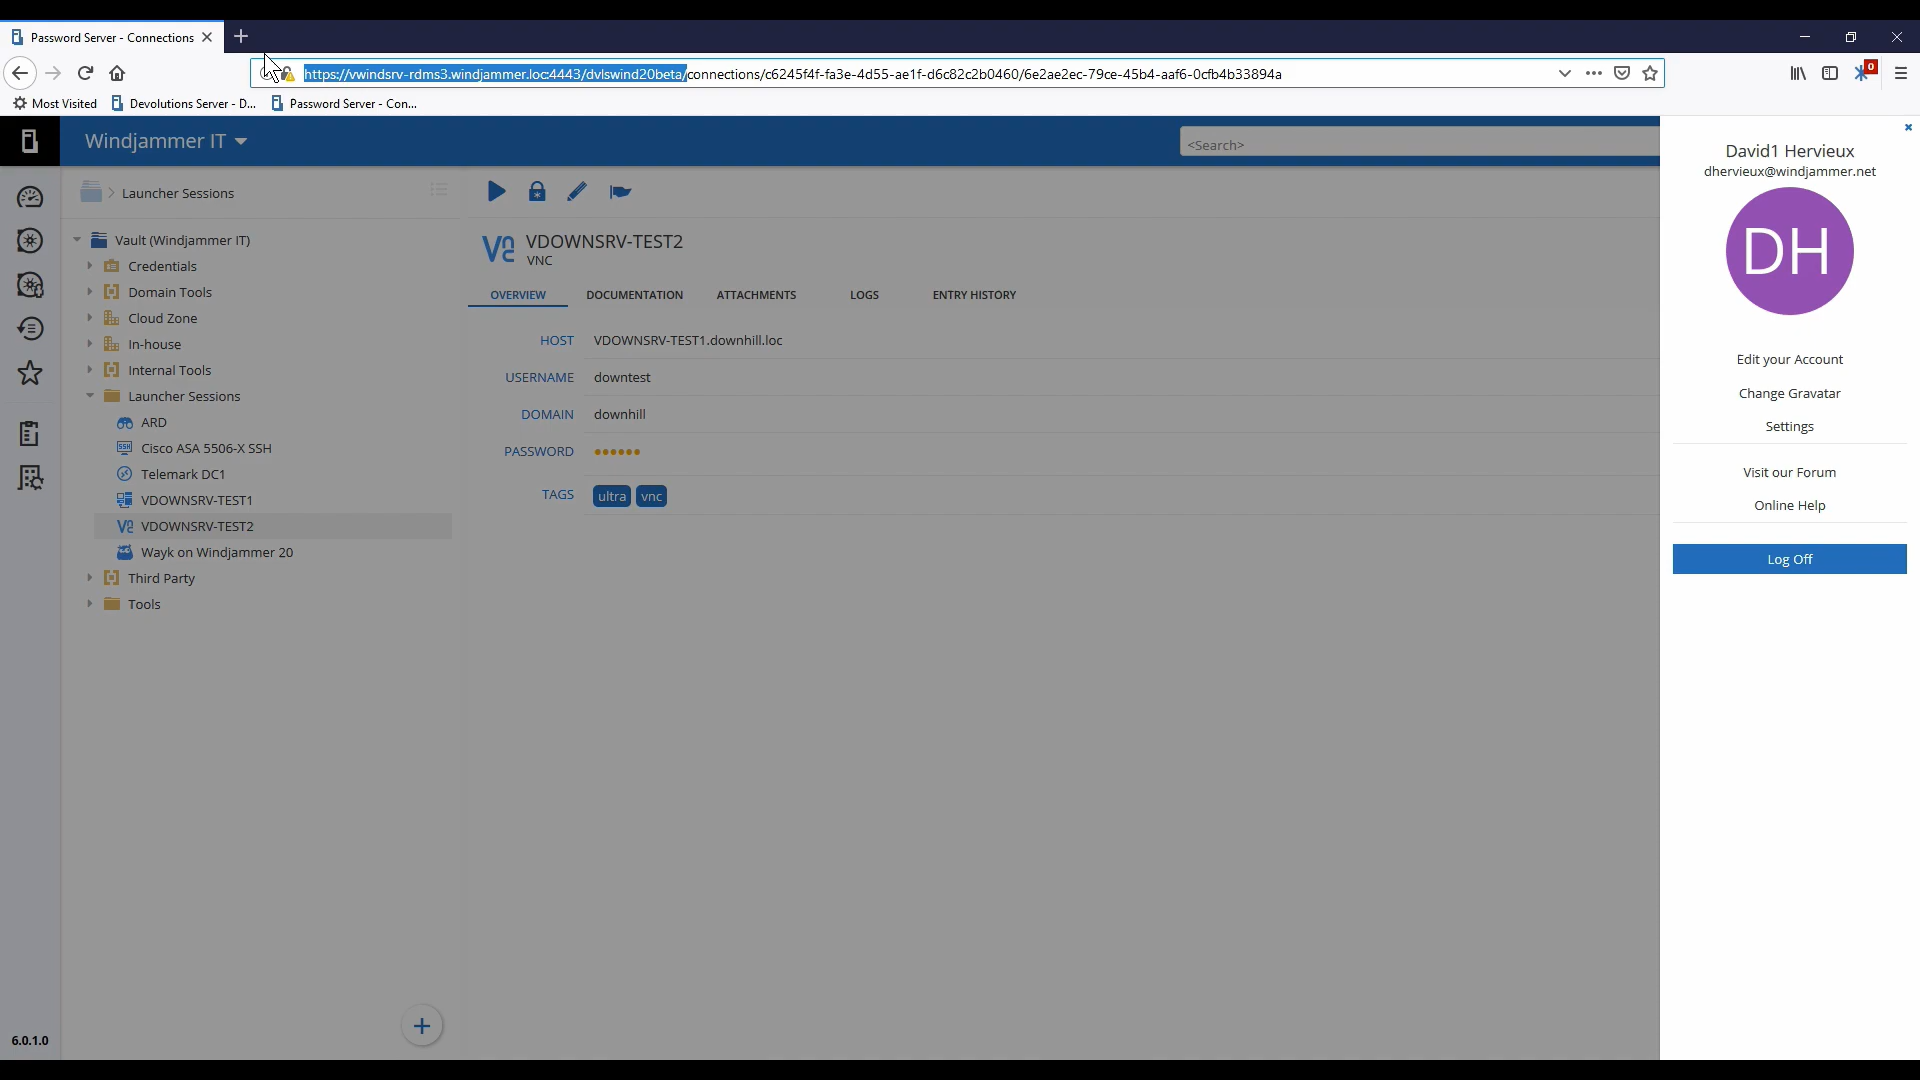 Password Server - Connections
https://vwindsrv-rdms3.windjammer.loc:4443/dvlswind20beta/connections/c6245f4f-fa3e-4d55-ae1f-d6c82c2b0460/6e2ae2ec-79ce-45b4-aaf6-0cfb4b33894a
0
Most Visited
Devolutions Server - D...
Password Server - Con...
Windjammer IT
<Search>
Launcher Sessions
Vault (Windjammer IT)
Credentials
Domain Tools
Cloud Zone
In-house
Internal Tools
Launcher Sessions
ARD
SSH Cisco ASA 5506-X SSH
Telemark DC1
VDOWNSRV-TEST1
VDOWNSRV-TEST2
Wayk on Windjammer 20
Third Party
Tools
6.0.1.0
VDOWNSRV-TEST2
VNC
OVERVIEW DOCUMENTATION ATTACHMENTS LOGS ENTRY HISTORY
HOST VDOWNSRV-TEST1.downhill.loc
USERNAME downtest
DOMAIN downhill
PASSWORD ••••••
TAGS ultra vnc
David1 Hervieux
dhervieux@windjammer.net
DH
Edit your Account
Change Gravatar
Settings
Visit our Forum
Online Help
Log Off